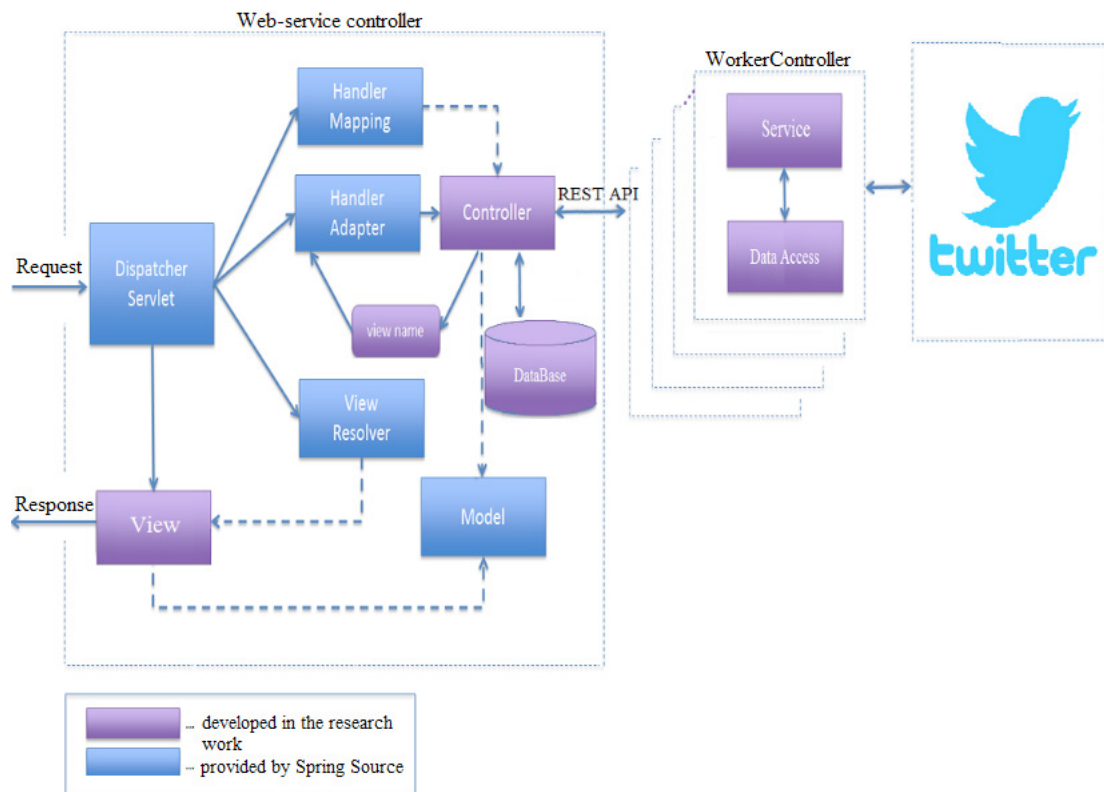 Web-service controller
WorkerController
Handler
Mapping
Service
REST API
Handler
Adapter
Controller
Request
Dispatcher
Servlet
Data Access
twitter
view name
DataBase
View
Resolver
Response
View
Model
... developed in the research
work
... provided by Spring Source